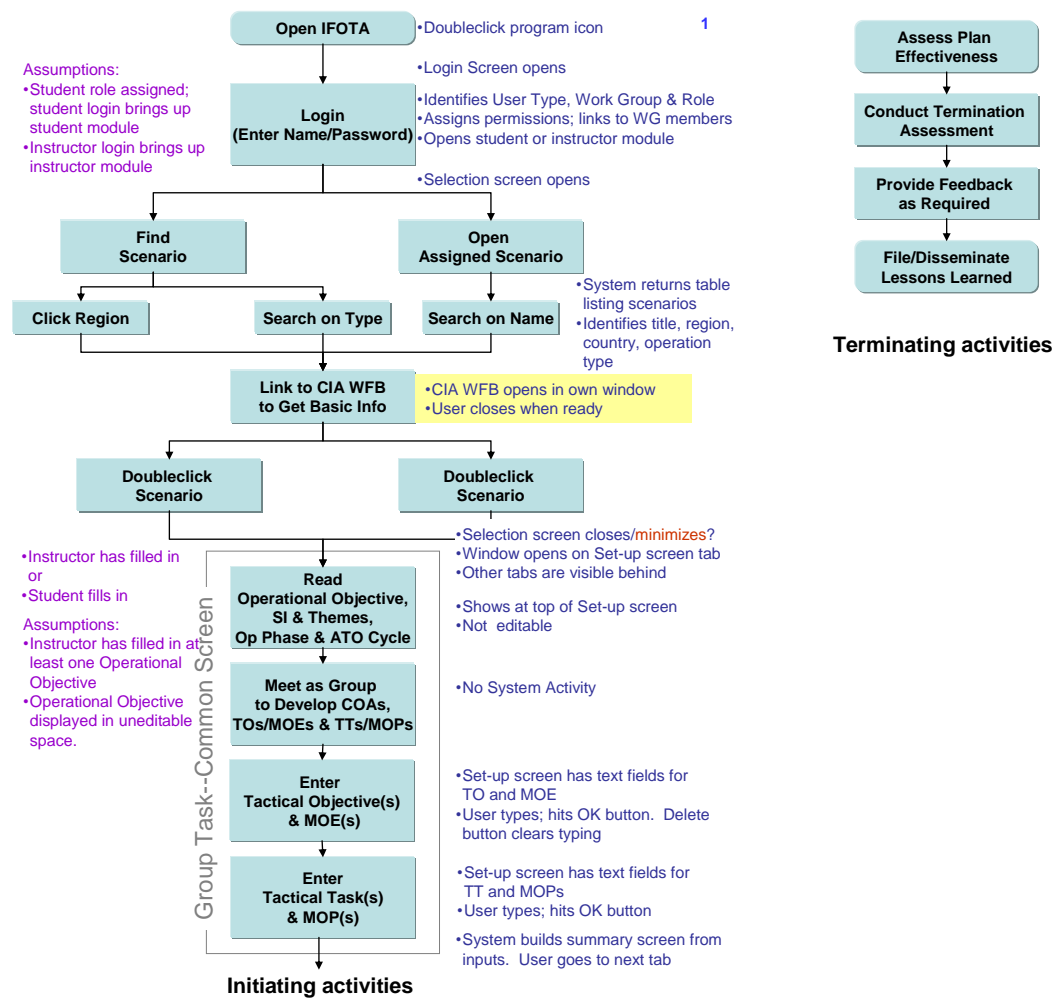 Open IFOTA
•Doubleclick program icon
1
Assess Plan
Effectiveness
Assumptions:
•Student role assigned;
student login brings up
student module
•Instructor login brings up
instructor module
•Login Screen opens
Login
(Enter Name/Password)
•Identifies User Type, Work Group & Role
•Assigns permissions; links to WG members
•Opens student or instructor module
Conduct Termination
Assessment
•Selection screen opens
Provide Feedback
as Required
Find
Scenario
Open
Assigned Scenario
File/Disseminate
Lessons Learned
Click Region
Search on Type
Search on Name
•System returns table
listing scenarios
•Identifies title, region,
country, operation
type
Terminating activities
Link to CIA WFB
to Get Basic Info
•CIA WFB opens in own window
•User closes when ready
Doubleclick
Scenario
Doubleclick
Scenario
•Selection screen closes/minimizes?
•Window opens on Set-up screen tab
•Other tabs are visible behind
•Instructor has filled in
or
•Student fills in
Read
Operational Objective,
SI & Themes,
Op Phase & ATO Cycle
•Shows at top of Set-up screen
•Not editable
Assumptions:
•Instructor has filled in at
least one Operational
Objective
•Operational Objective
displayed in uneditable
space.
Group Task--Common Screen
Meet as Group
to Develop COAs,
TOs/MOEs & TTs/MOPs
•No System Activity
Enter
Tactical Objective(s)
& MOE(s)
•Set-up screen has text fields for
TO and MOE
•User types; hits OK button. Delete
button clears typing
Enter
Tactical Task(s)
& MOP(s)
•Set-up screen has text fields for
TT and MOPs
•User types; hits OK button
•System builds summary screen from
inputs. User goes to next tab
Initiating activities